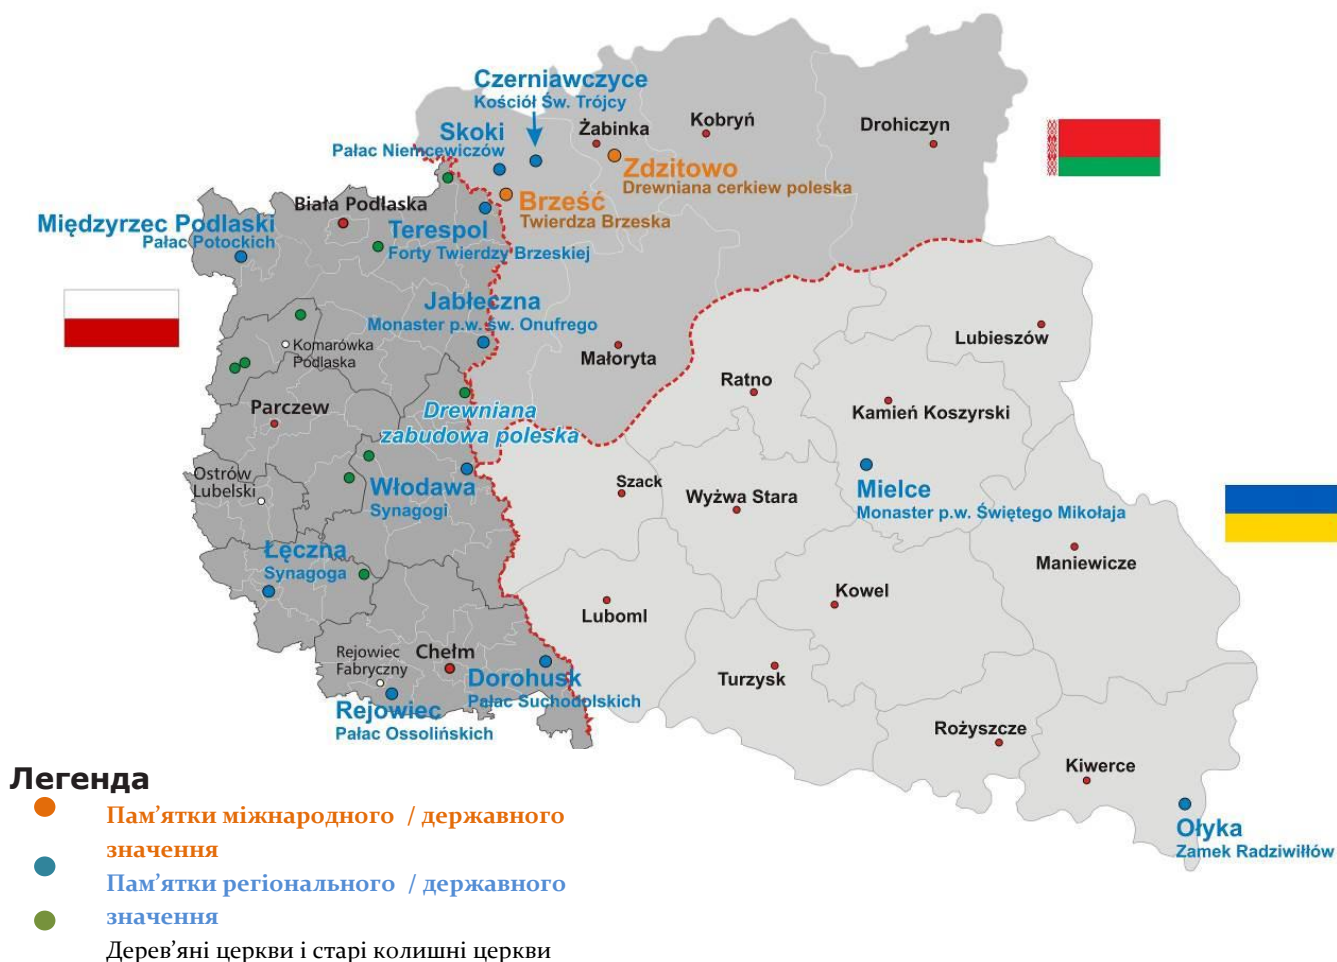 Czerniawczyce
Kościół Św. Trójcy
Skoki
Pałac Niemcewiczów
Żabinka
Kobryń
Drohiczyn
Zdzitowo
Drewniana cerkiew poleska
Brześć
Twierdza Brzeska
Biała Podlaska
Międzyrzec Podlaski
Pałac Potockich
Terespol
Forty Twierdzy Brzeskiej
Jabłeczna
Monaster p.w. św. Onufrego
Komarówka
Podlaska
Małoryta
Lubieszów
Ratno
Kamień Koszyrski
Parczew
Drewniana
zabudowa poleska
Ostrów
Lubelski
Włodawa
Synagogi
Szack
Wyżwa Stara
Mielce
Monaster p.w. Świętego Mikołaja
Maniewicze
Łęczna
Synagoga
Kowel
Luboml
Rejowiec
Fabryczny
Chełm
Dorohusk
Pałac Suchodolskich
Turzysk
Rejowiec
Pałac Ossolińskich
Rożyszcze
Kiwerce
Ołyka
Zamek Radziwiłłów
Легенда
Пам’ятки міжнародного / державного
значення
Пам’ятки регіонального / державного
значення
Дерев’яні церкви і старі колишні церкви